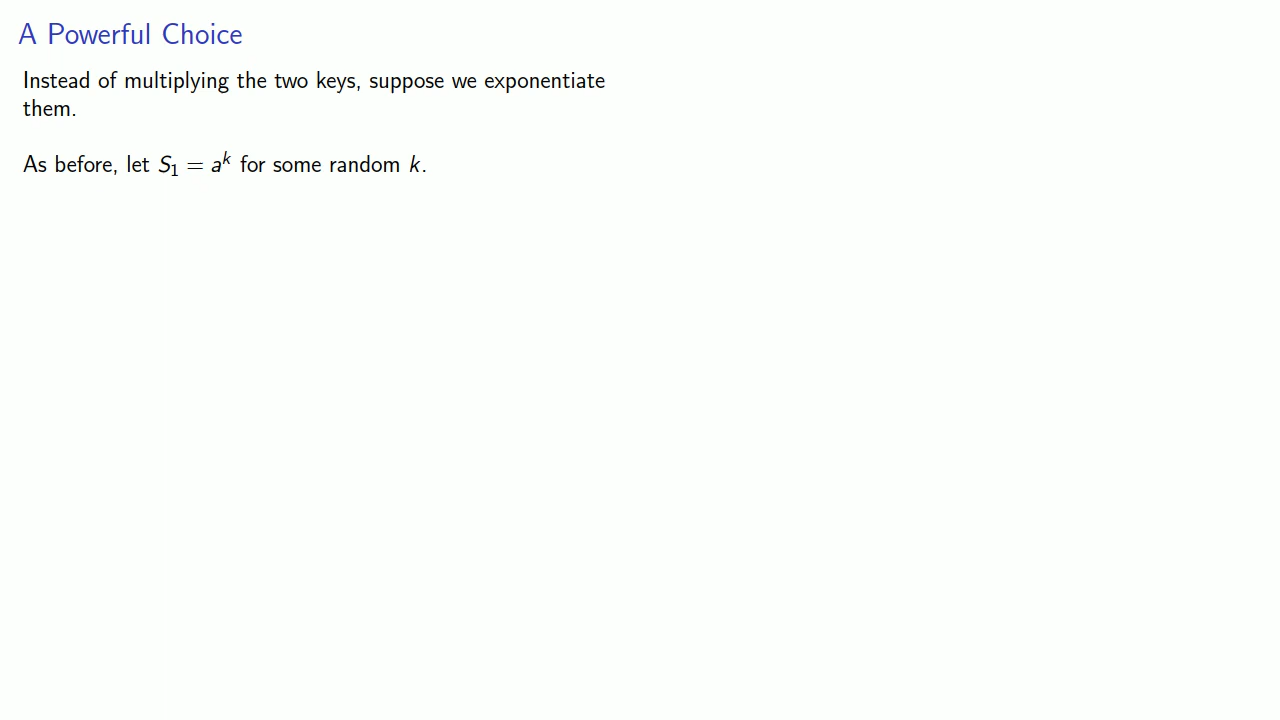 A Powerful Choice
Instead of multiplying the two keys, suppose we exponentiate
them.
As before, let S₁ = aᵏ for some random k.